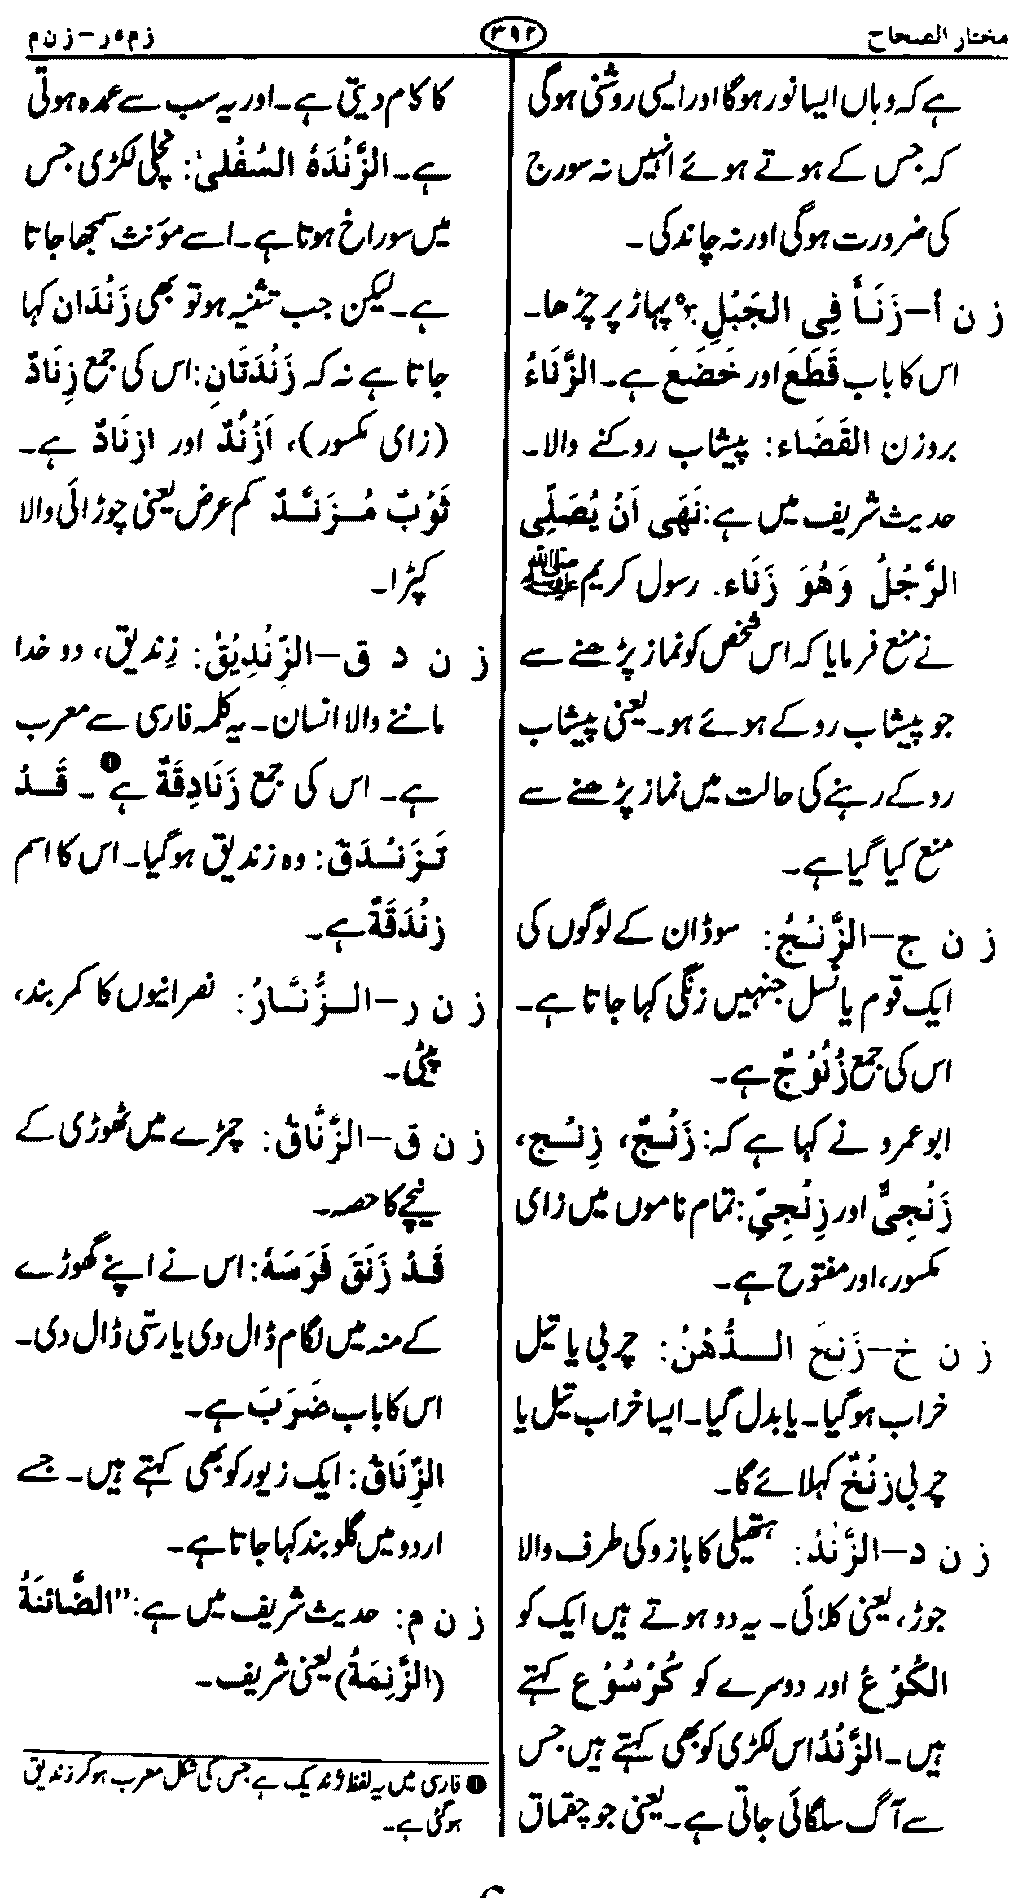 مختار الصحاح
۳۹۲
زم ہ ر – ز ن م
ہے کہ وہاں ایسا نور ہوگا اور ایسی روشنی ہوگی
کہ جس کے ہوتے ہوئے انہیں نہ سورج
کی ضرورت ہوگی اور نہ چاند کی۔
ز ن أ – زَنَأَ فِی الجَبَلِ: وہ پہاڑ پر چڑھا۔
اس کا باب قَطَعَ اور خَضَعَ ہے۔ الزَّنَاءُ
بروزن القَضَاء: پیشاب روکنے والا۔
حدیث شریف میں ہے: نَهَى اَنْ يُصَلِّى
الرَّجُلُ وَهُوَ زَنَاء. رسول کریم ﷺ
نے منع فرمایا کہ اس شخص کو نماز پڑھنے سے
جو پیشاب روکے ہوئے ہو۔ یعنی پیشاب
روکے رہنے کی حالت میں نماز پڑھنے سے
منع کیا گیا ہے۔
ز ن ج – الزَّنْجُ: سوڈان کے لوگوں کی
ایک قوم یا نسل جنہیں زنگی کہا جاتا ہے۔
اس کی جمع زُنُوْجٌ ہے۔
ابوعمرو نے کہا ہے کہ: زَنْجٌ، زِنْج،
زَنْجِیٌّ اور زِنْجِیّ: تمام ناموں میں زای
مکسور، اور مفتوح ہے۔
ز ن خ – زَنِخَ الدُّهْنُ: چربی یا تیل
خراب ہوگیا۔ یا بدل گیا۔ ایسا خراب تیل یا
چربی زنْخٌ کہلائے گا۔
ز ن د – الزَّنْدُ: ہتھیلی کا بازو کی طرف والا
جوڑ، یعنی کلائی۔ یہ دو ہوتے ہیں ایک کو
الکُوْعُ اور دوسرے کو کُرْسُوْع کہتے
ہیں۔ الزَّنْدُ اس لکڑی کو بھی کہتے ہیں جس
سے آگ سلگائی جاتی ہے۔ یعنی جو چقماق
کا کام دیتی ہے۔ اور یہ سب سے عمدہ ہوتی
ہے۔ الزَّنْدَهُ السُفْلىٰ: نچلی لکڑی جس
میں سوراخ ہوتا ہے۔ اسے مؤنث سمجھا جاتا
ہے۔ لیکن جب تثنیہ ہو تو بھی زَنْدَان کہا
جاتا ہے نہ کہ زَنْدَتَانِ: اس کی جمع زِنَادٌ
(زای مکسور)، اَزْنُدٌ اور ازنَادٌ ہے۔
ثَوْبٌ مُزَنَّدٌ کم عرض یعنی چوڑائی والا
کپڑا۔
ز ن د ق – الزِّنْدِيْقُ: زِندیق، دو خدا
ماننے والا انسان۔ یہ کلمہ فارسی سے معرب
ہے۔ اس کی جمع زَنَادِقَةٌ ہے❶۔ قَدْ
تَزَنْدَق: وہ زندیق ہوگیا۔ اس کا اسم
زنْدَقَةٌ ہے۔
ز ن ر – الزُّنَّارُ: نصرانیوں کا کمر بند،
پٹی۔
ز ن ق – الزَّنَّاقُ: چمڑے میں ٹھوڑی کے
نیچے کا حصہ۔
قَدْ زَنَقَ فَرَسَهُ: اس نے اپنے گھوڑے
کے منہ میں لگام ڈال دی یا رسّی ڈال دی۔
اس کا باب ضَرَبَ ہے۔
الزِّنَاقُ: ایک زیور کو بھی کہتے ہیں۔ جسے
اردو میں گلو بند کہا جاتا ہے۔
ز ن م: حدیث شریف میں ہے: "الضَّائنَةُ
(الزَّنِمَةُ) یعنی شریف۔
❶ فارسی میں یہ لفظ ژندیک ہے جس کی شکل معرب ہوکر زندیق
ہوگئی ہے۔